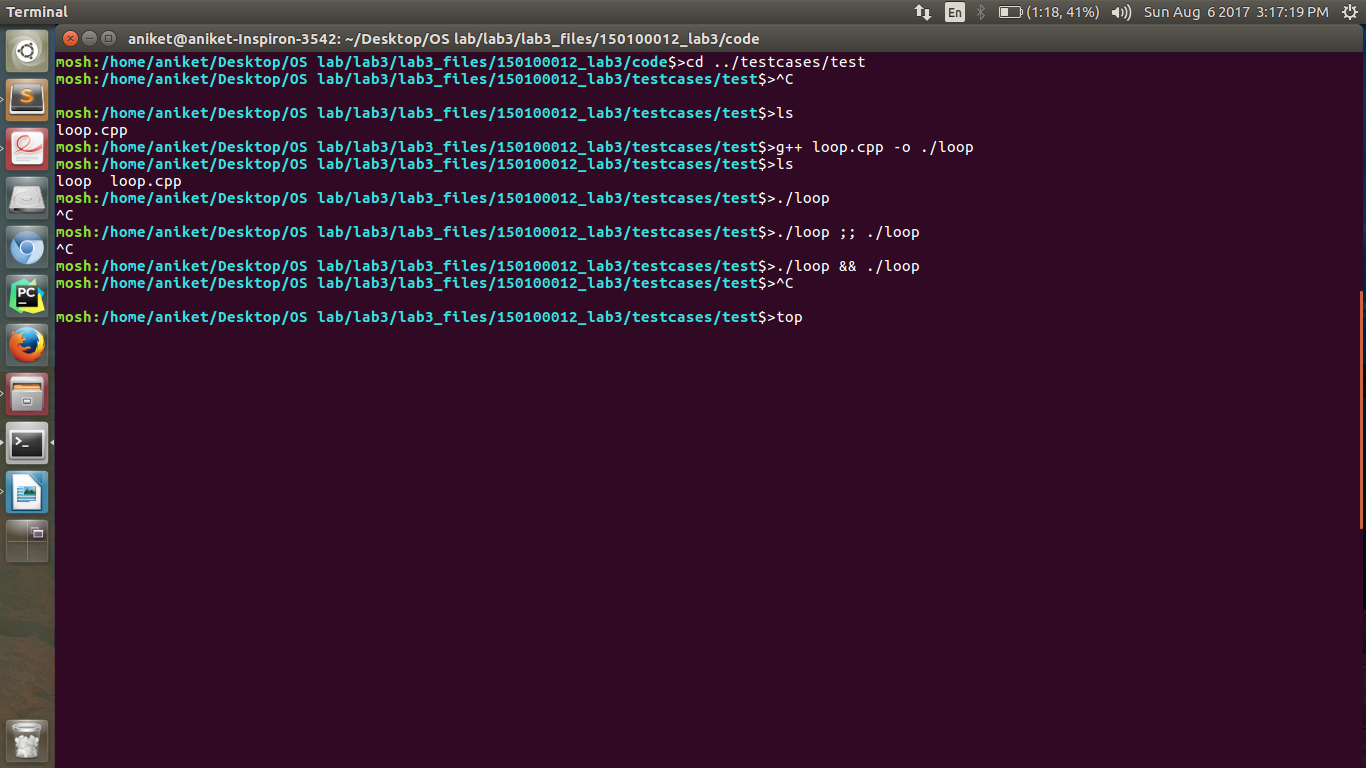 Terminal
En
(1:18, 41%)
Sun Aug 6 2017 3:17:19 PM
aniket@aniket-Inspiron-3542: ~/Desktop/OS lab/lab3/lab3_files/150100012_lab3/code
mosh:/home/aniket/Desktop/OS lab/lab3/lab3_files/150100012_lab3/code$>cd ../testcases/test
mosh:/home/aniket/Desktop/OS lab/lab3/lab3_files/150100012_lab3/testcases/test$>^C
mosh:/home/aniket/Desktop/OS lab/lab3/lab3_files/150100012_lab3/testcases/test$>ls
loop.cpp
mosh:/home/aniket/Desktop/OS lab/lab3/lab3_files/150100012_lab3/testcases/test$>g++ loop.cpp -o ./loop
mosh:/home/aniket/Desktop/OS lab/lab3/lab3_files/150100012_lab3/testcases/test$>ls
loop  loop.cpp
mosh:/home/aniket/Desktop/OS lab/lab3/lab3_files/150100012_lab3/testcases/test$>./loop
^C
mosh:/home/aniket/Desktop/OS lab/lab3/lab3_files/150100012_lab3/testcases/test$>./loop ;; ./loop
^C
mosh:/home/aniket/Desktop/OS lab/lab3/lab3_files/150100012_lab3/testcases/test$>./loop && ./loop
mosh:/home/aniket/Desktop/OS lab/lab3/lab3_files/150100012_lab3/testcases/test$>^C
mosh:/home/aniket/Desktop/OS lab/lab3/lab3_files/150100012_lab3/testcases/test$>top
S
PC
>_